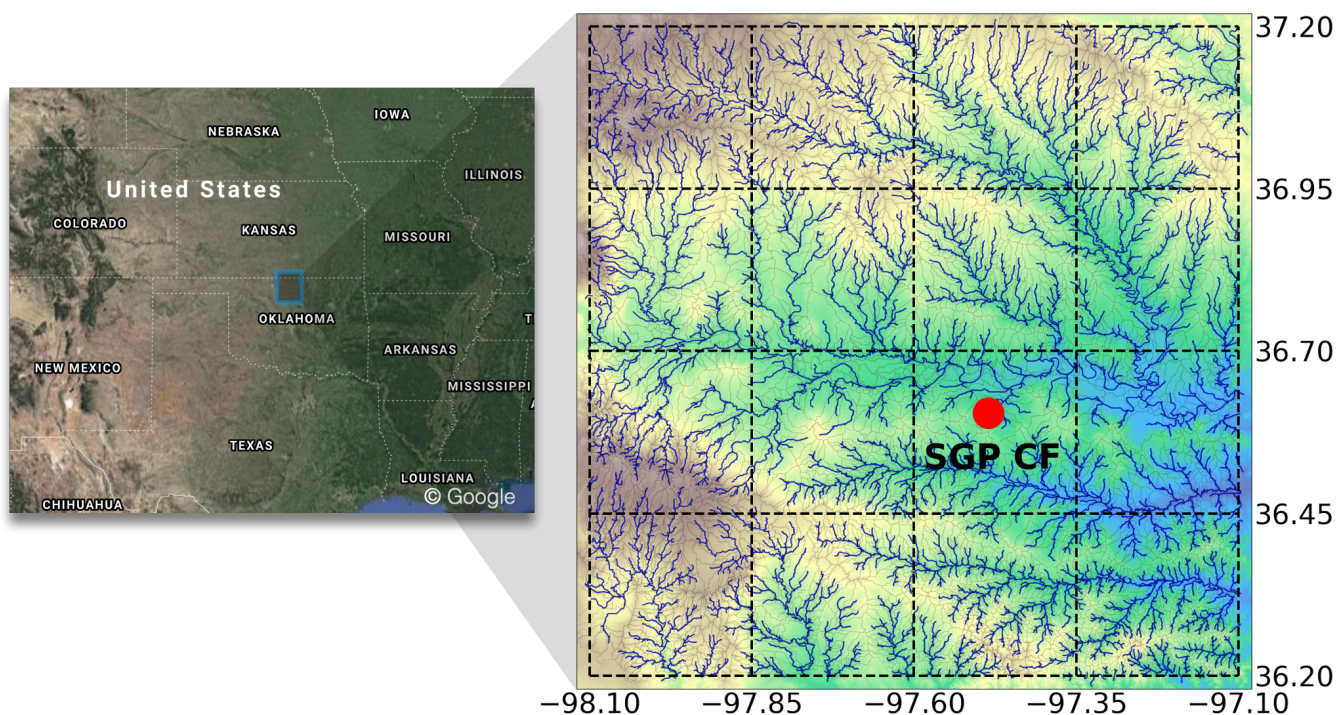 IOWA
NEBRASKA
ILLINOIS
United States
COLORADO
KANSAS
MISSOURI
OKLAHOMA
ARKANSAS
NEW MEXICO
MISSISSIPPI
TEXAS
LOUISIANA
© Google
CHIHUAHUA
37.20
36.95
36.70
SGP CF
36.45
36.20
−98.10 −97.85 −97.60 −97.35 −97.10